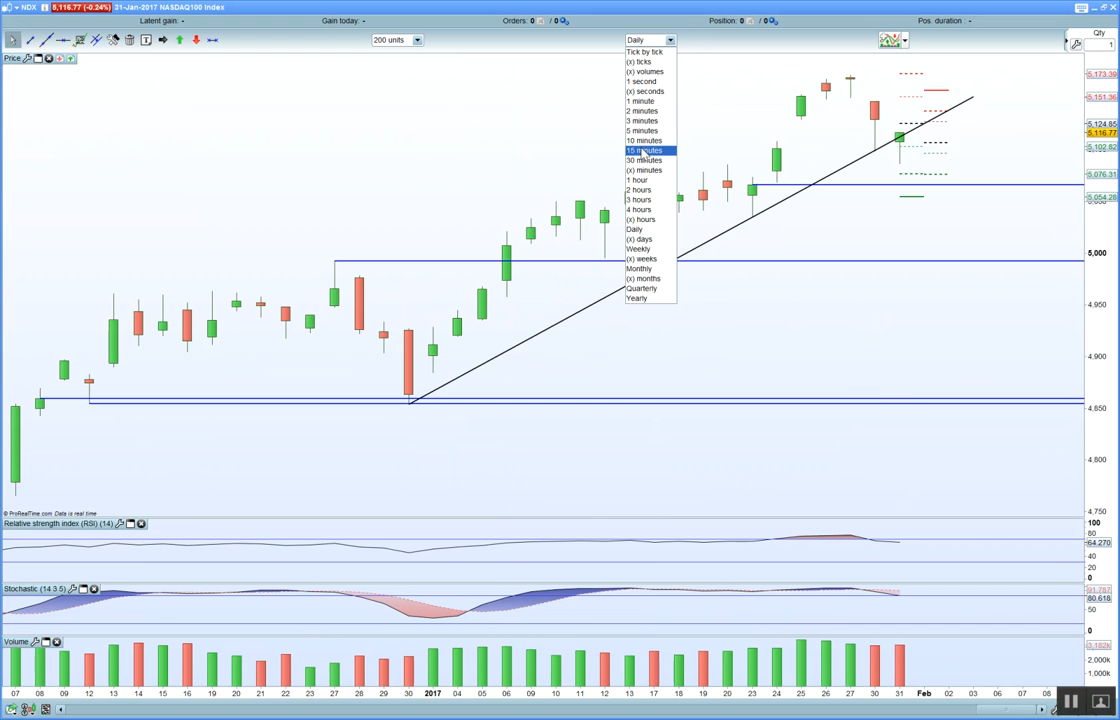 NDX 5,116.77 (-0.24%) 31-Jan-2017 NASDAQ100 Index
Latent gain: - Gain today: - Orders: 0 / 0 Position: 0 / 0 Pos. duration: -
200 units Daily Qty
1
Price
Tick by tick
(x) ticks
(x) volumes
1 second
(x) seconds
1 minute
2 minutes
3 minutes
5 minutes
10 minutes
15 minutes
30 minutes
(x) minutes
1 hour
2 hours
3 hours
4 hours
(x) hours
Daily
(x) days
Weekly
(x) weeks
Monthly
(x) months
Quarterly
Yearly
5,173.39
5,151.36
5,124.85
5,116.77
5,102.82
5,076.31
5,054.28
5,000
4,950
4,900
4,850
4,800
4,750
© ProRealTime.com Data is real time
Relative strength index (RSI) (14)
100
80
64.270
40
20
0
Stochastic (14 3 5)
80.618
50
0
Volume
2,000k
1,000k
07 08 09 12 13 14 15 16 19 20 21 22 23 27 28 29 30 2017 04 05 06 09 10 11 12 13 17 18 19 20 23 24 25 26 27 30 31 Feb 02 03 06 07 08